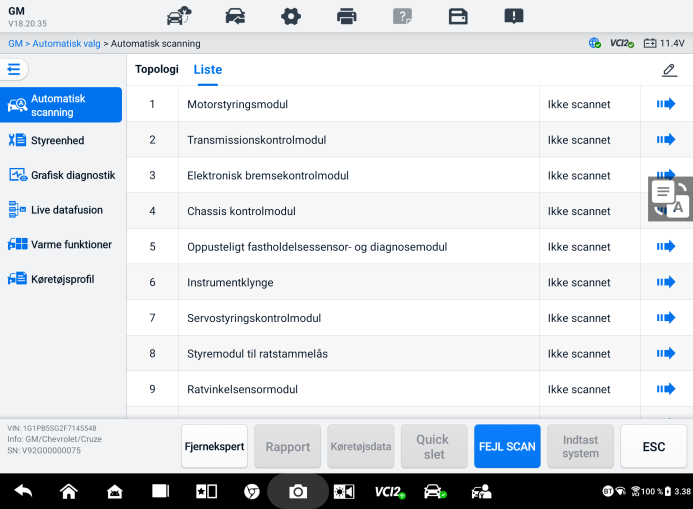 GM
V18.20.35
GM > Automatisk valg > Automatisk scanning
VCI2
11.4V
Topologi
Liste
Automatisk
scanning
Styreenhed
Grafisk diagnostik
Live datafusion
Varme funktioner
Køretøjsprofil
1 Motorstyringsmodul Ikke scannet
2 Transmissionskontrolmodul Ikke scannet
3 Elektronisk bremsekontrolmodul Ikke scannet
4 Chassis kontrolmodul Ikke scannet
5 Oppusteligt fastholdelsessensor- og diagnosemodul Ikke scannet
6 Instrumentklynge Ikke scannet
7 Servostyringskontrolmodul Ikke scannet
8 Styremodul til ratstammelås Ikke scannet
9 Ratvinkelsensormodul Ikke scannet
A
VIN: 1G1PB5SG2F7145548
Info: GM/Chevrolet/Cruze
SN: V92G00000075
Fjernekspert
Rapport
Køretøjsdata
Quick
slet
FEJL SCAN
Indtast
system
ESC
VCI2
BT
100 %
3.38